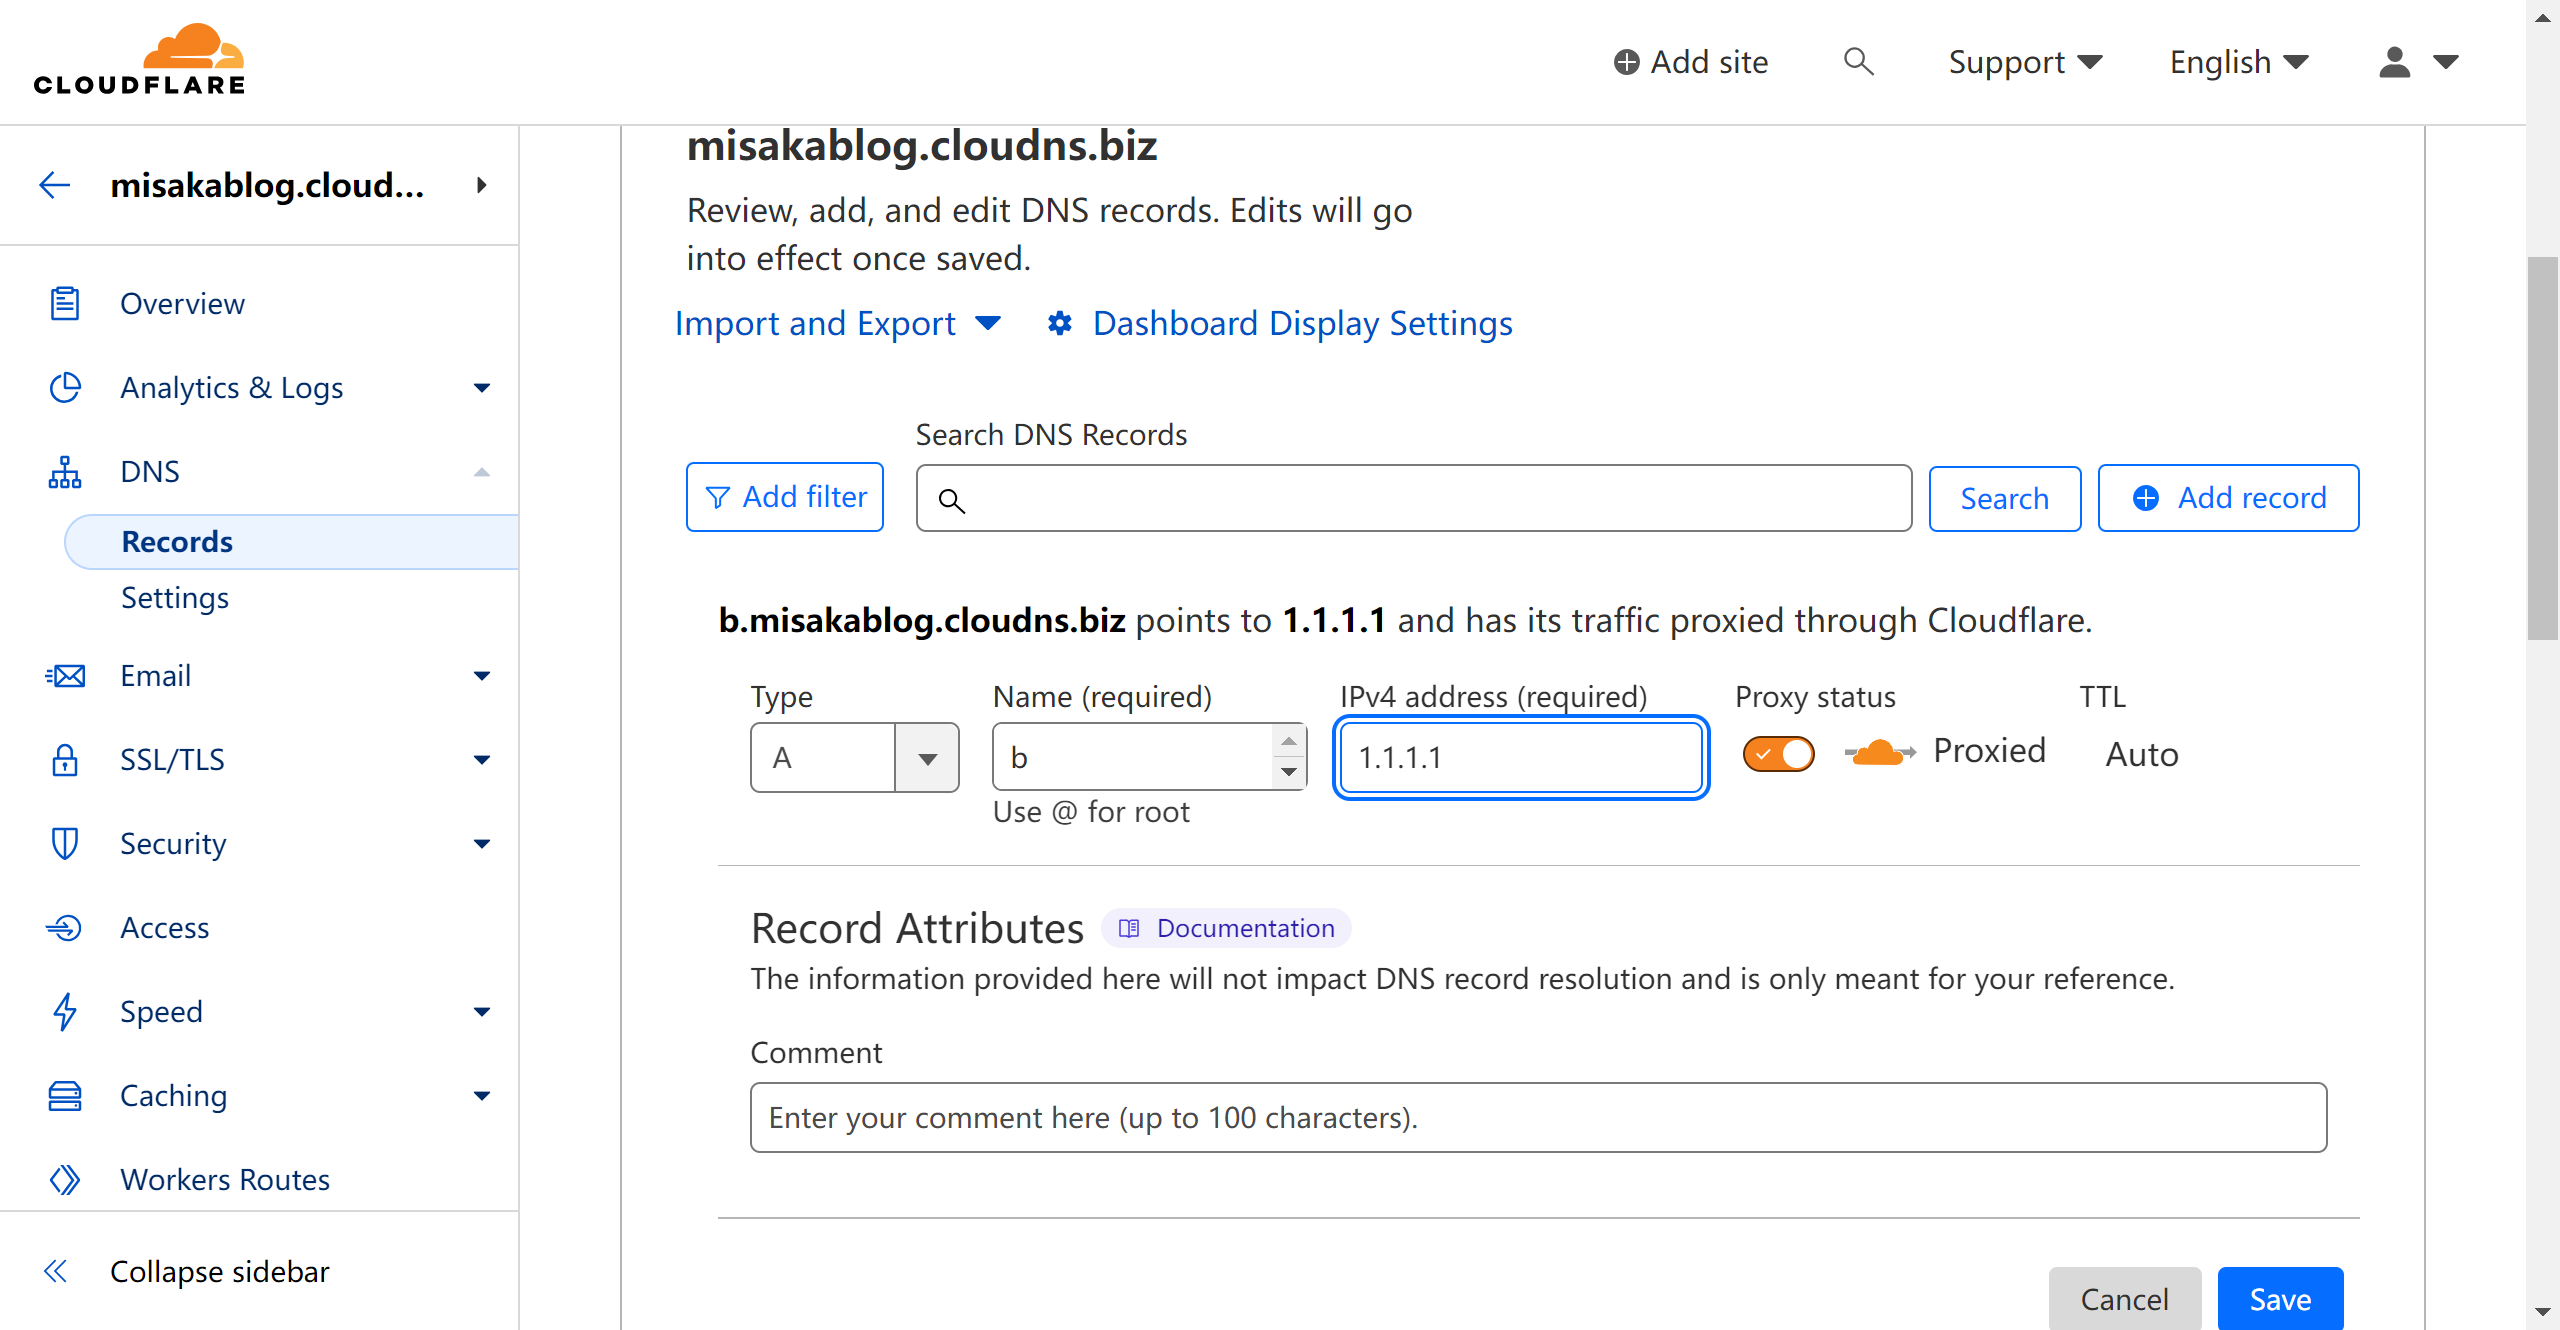 CLOUDFLARE
Add site
Support
English
misakablog.cloud...
Overview
Analytics & Logs
DNS
Records
Settings
Email
SSL/TLS
Security
Access
Speed
Caching
Workers Routes
Collapse sidebar
misakablog.cloudns.biz
Review, add, and edit DNS records. Edits will go
into effect once saved.
Import and Export
Dashboard Display Settings
Search DNS Records
Add filter
Search
Add record
b.misakablog.cloudns.biz points to 1.1.1.1 and has its traffic proxied through Cloudflare.
Type
Name (required)
IPv4 address (required)
Proxy status
TTL
A
b
1.1.1.1
Proxied
Auto
Use @ for root
Record Attributes
Documentation
The information provided here will not impact DNS record resolution and is only meant for your reference.
Comment
Enter your comment here (up to 100 characters).
Cancel
Save